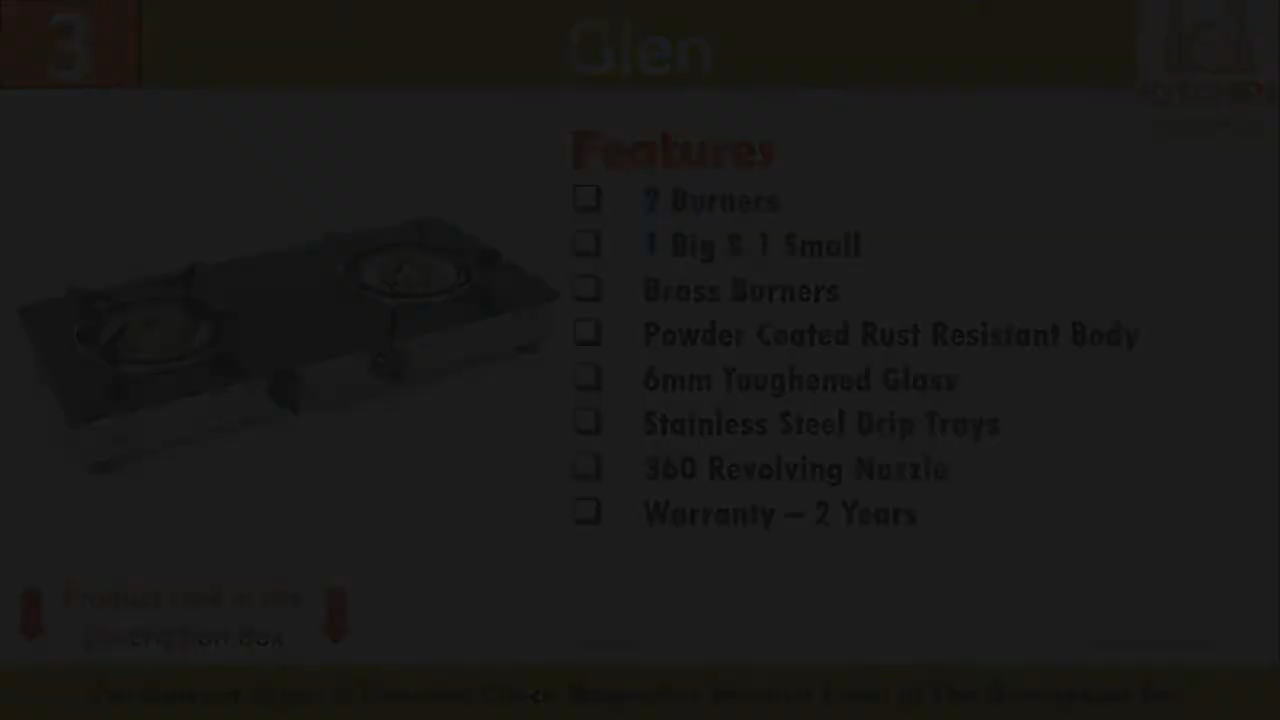 3
Glen
Features
2 Burners
1 Big & 1 Small
Brass Burners
Powder Coated Rust Resistant Body
6mm Toughened Glass
Stainless Steel Drip Trays
360 Revolving Nozzle
Warranty – 2 Years
Product Link in the
Description Box